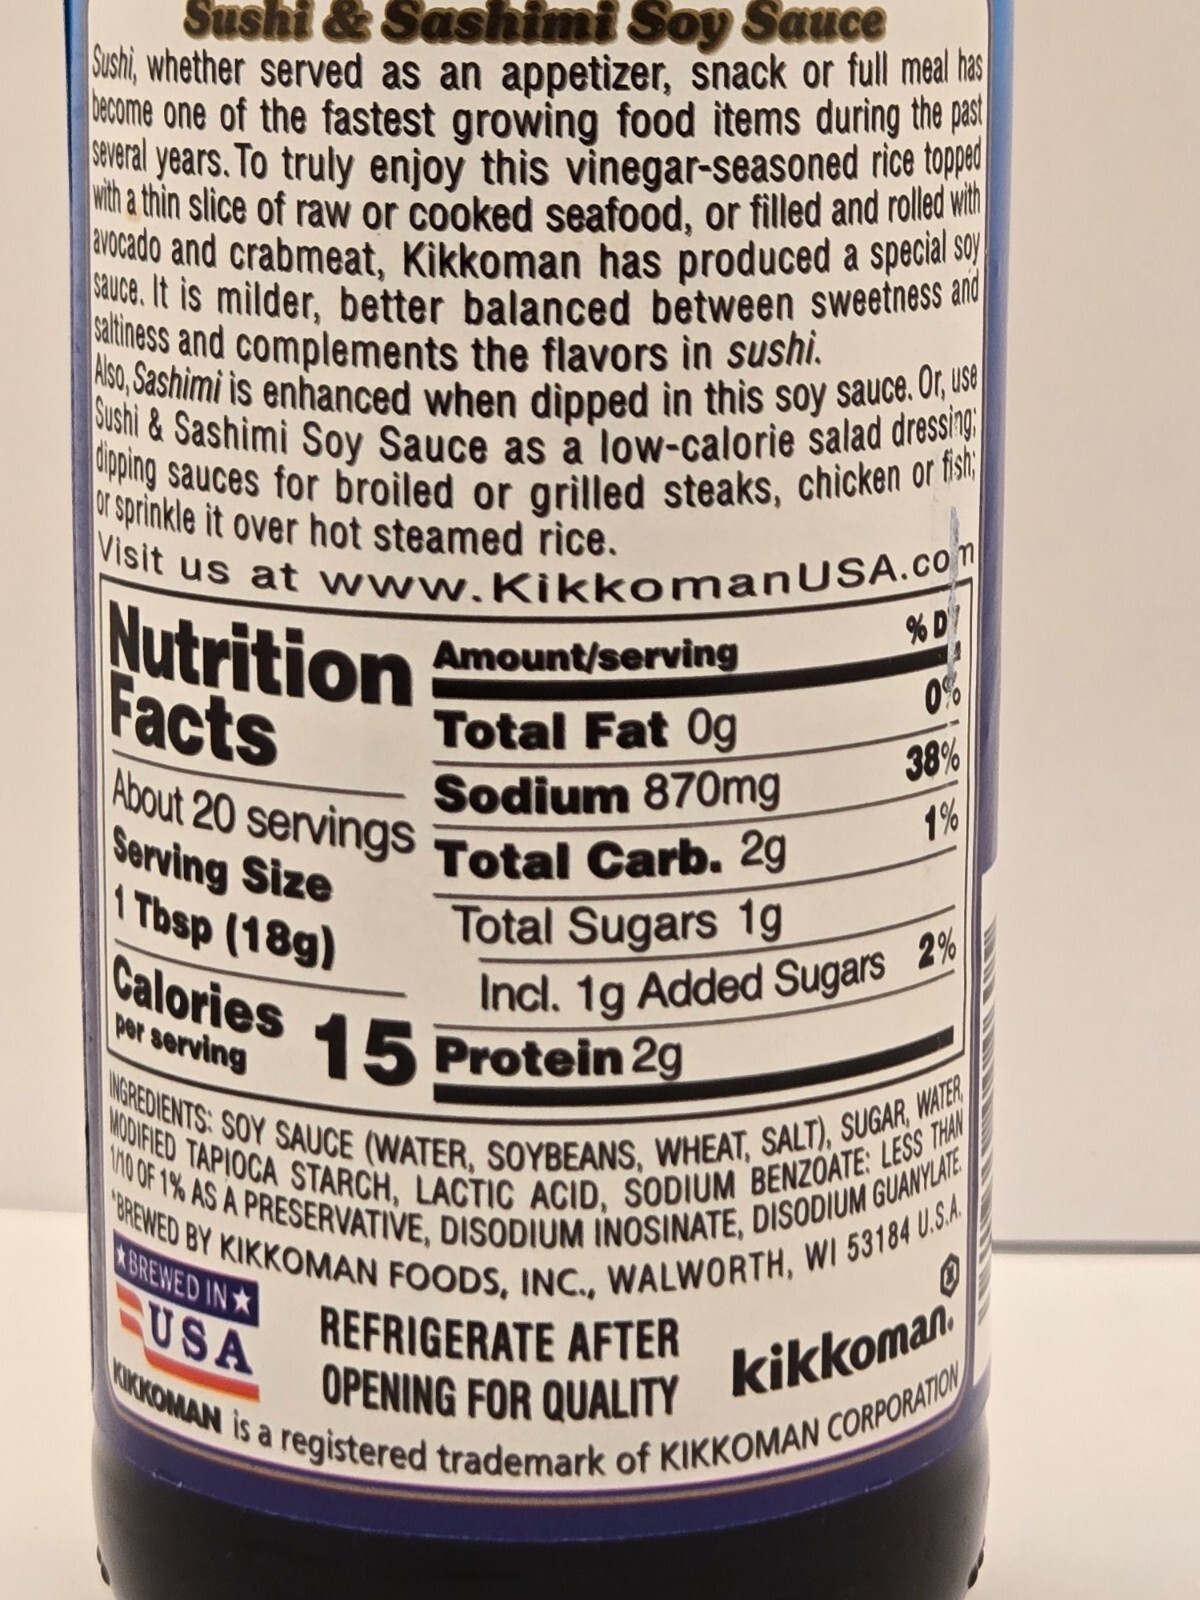 Sushi & Sashimi Soy Sauce
Sushi, whether served as an appetizer, snack or full meal has
become one of the fastest growing food items during the past
several years. To truly enjoy this vinegar-seasoned rice topped
with a thin slice of raw or cooked seafood, or filled and rolled with
avocado and crabmeat, Kikkoman has produced a special soy
sauce. It is milder, better balanced between sweetness and
saltiness and complements the flavors in sushi.
Also, Sashimi is enhanced when dipped in this soy sauce. Or, use
Sushi & Sashimi Soy Sauce as a low-calorie salad dressing;
dipping sauces for broiled or grilled steaks, chicken or fish;
or sprinkle it over hot steamed rice.
Visit us at www.KikkomanUSA.com
Nutrition
Facts
About 20 servings
Serving Size
1 Tbsp (18g)
Calories 15
per serving
Amount/serving % DV
Total Fat 0g 0%
Sodium 870mg 38%
Total Carb. 2g 1%
Total Sugars 1g
Incl. 1g Added Sugars 2%
Protein 2g
INGREDIENTS: SOY SAUCE (WATER, SOYBEANS, WHEAT, SALT), SUGAR, WATER,
MODIFIED TAPIOCA STARCH, LACTIC ACID, SODIUM BENZOATE: LESS THAN
1/10 OF 1% AS A PRESERVATIVE, DISODIUM INOSINATE, DISODIUM GUANYLATE.
*BREWED BY KIKKOMAN FOODS, INC., WALWORTH, WI 53184 U.S.A.
BREWED IN
USA
REFRIGERATE AFTER
OPENING FOR QUALITY
kikkoman®
KIKKOMAN is a registered trademark of KIKKOMAN CORPORATION